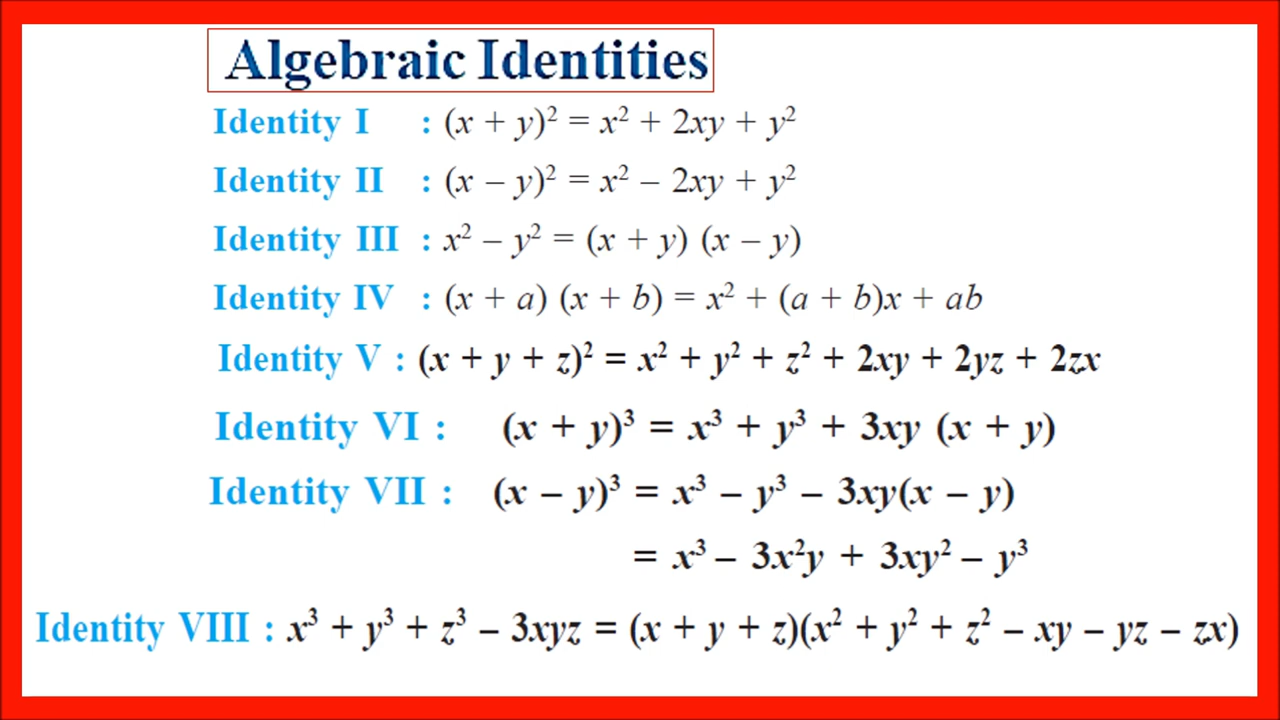 Algebraic Identities
Identity I : (x + y)² = x² + 2xy + y²
Identity II : (x – y)² = x² – 2xy + y²
Identity III : x² – y² = (x + y) (x – y)
Identity IV : (x + a) (x + b) = x² + (a + b)x + ab
Identity V : (x + y + z)² = x² + y² + z² + 2xy + 2yz + 2zx
Identity VI : (x + y)³ = x³ + y³ + 3xy (x + y)
Identity VII : (x – y)³ = x³ – y³ – 3xy(x – y)
= x³ – 3x²y + 3xy² – y³
Identity VIII : x³ + y³ + z³ – 3xyz = (x + y + z)(x² + y² + z² – xy – yz – zx)